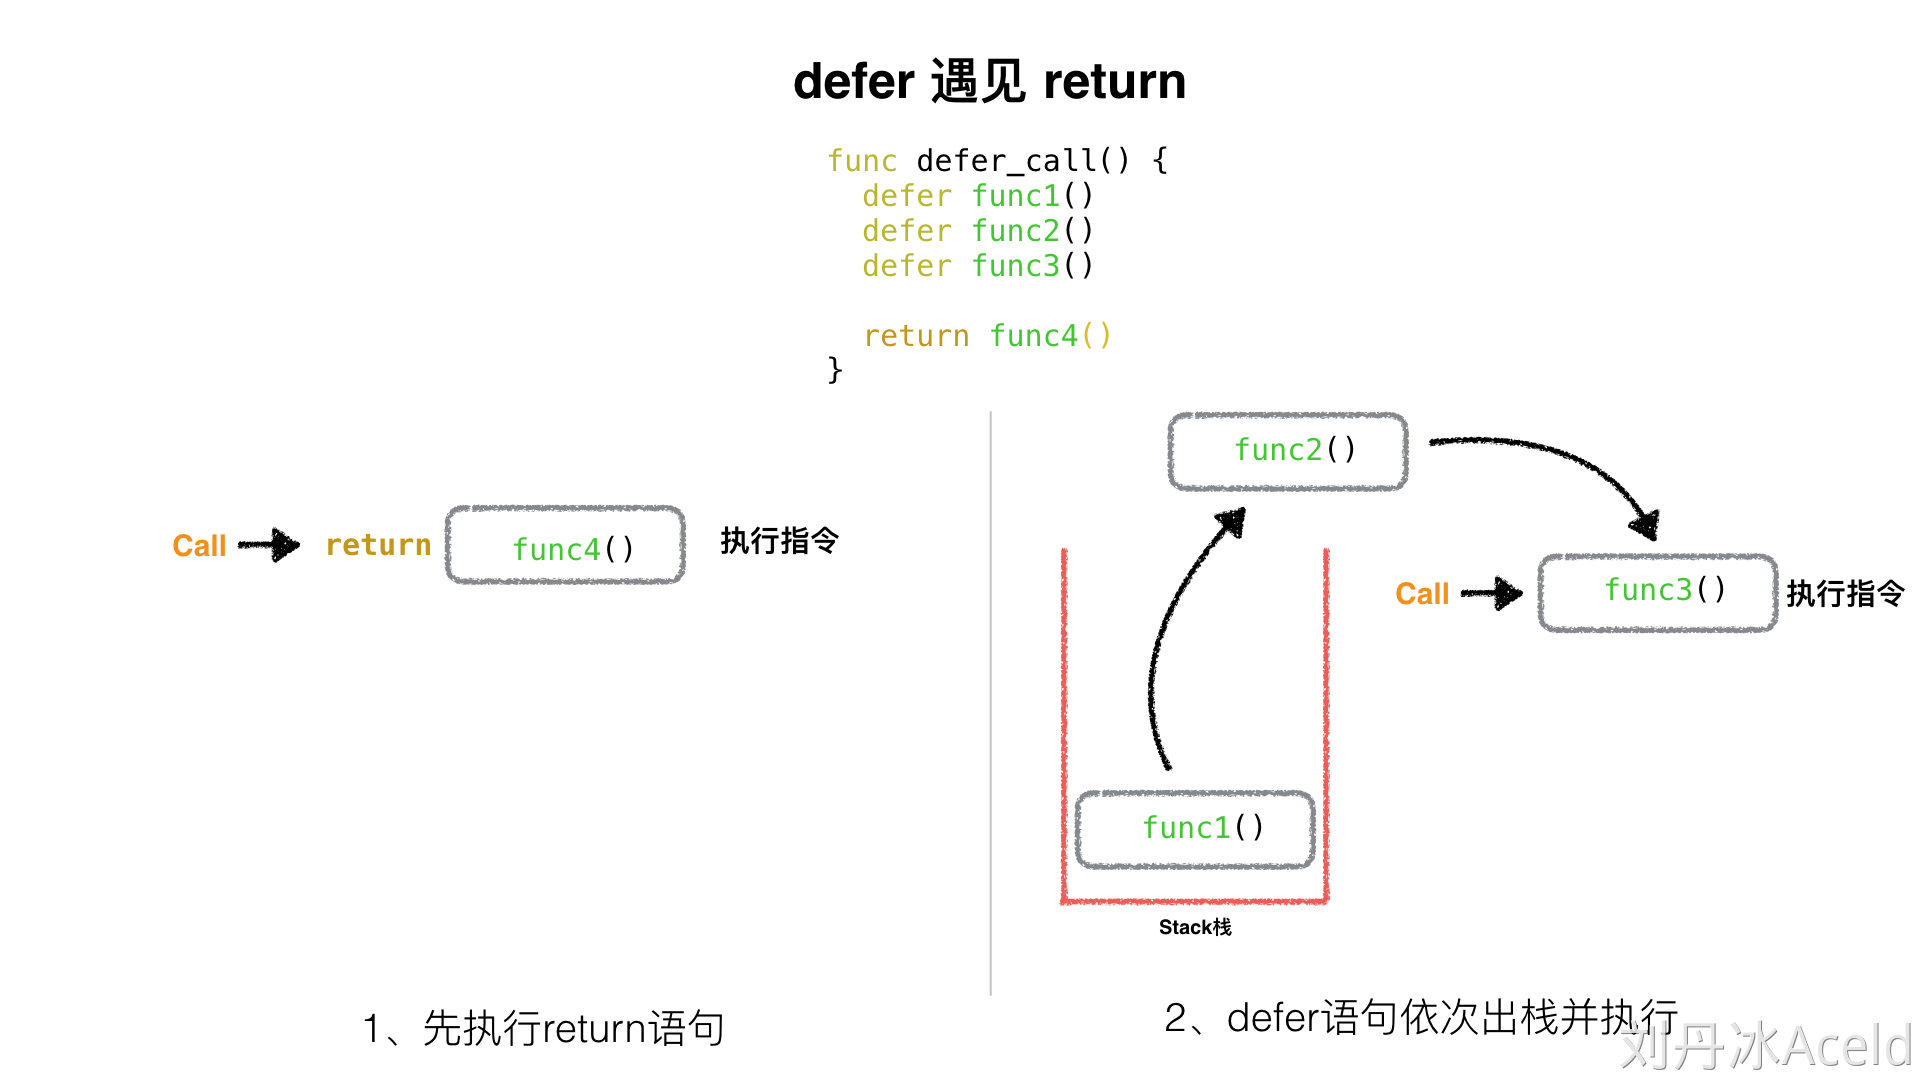 defer 遇见 return
func defer_call() {
  defer func1()
  defer func2()
  defer func3()
  return func4()
}
Call
return
func4()
执行指令
1、先执行return语句
func2()
Call
func3()
执行指令
func1()
Stack栈
2、defer语句依次出栈并执行
刘丹冰Aceld